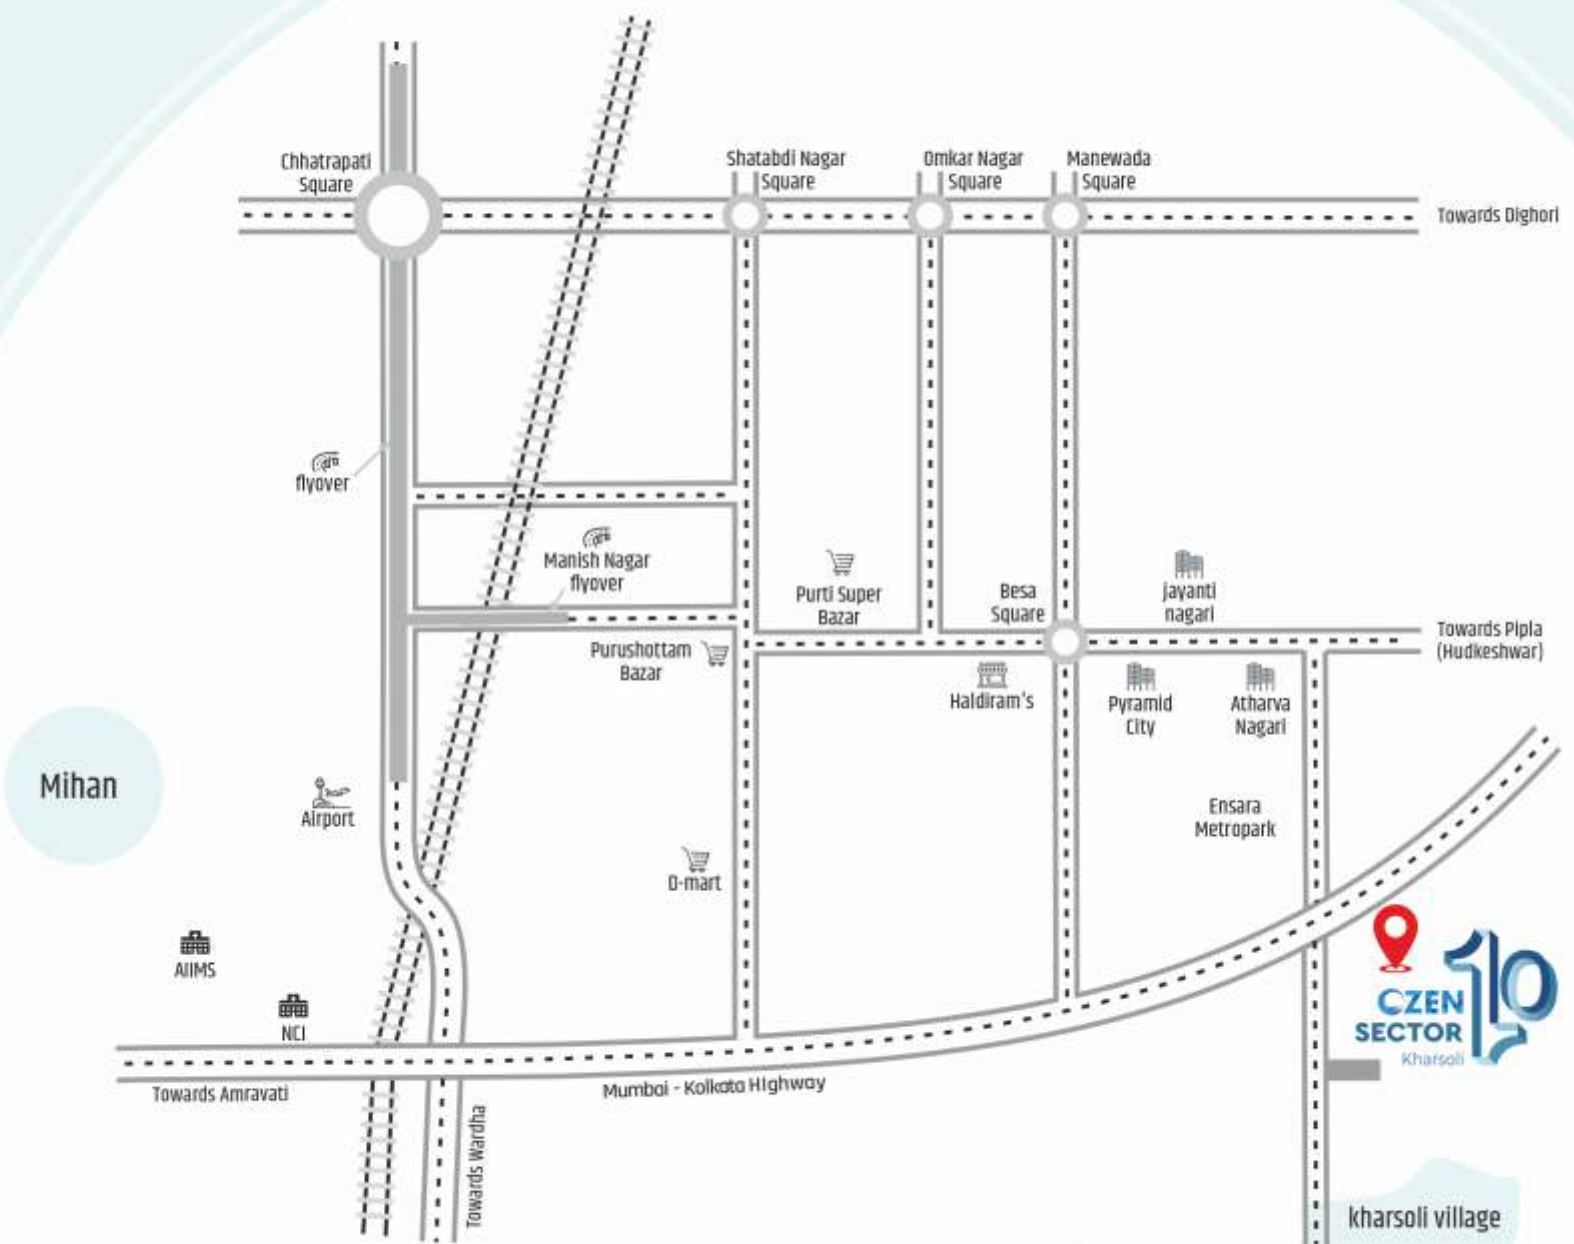 Chhatrapati
Square
Shatabdi Nagar
Square
Omkar Nagar
Square
Manewada
Square
Towards Dighori
flyover
Manish Nagar
flyover
Purti Super
Bazar
Besa
Square
Jayanti
nagari
Towards Pipla
(Hudkeshwar)
Purushottam
Bazar
Haldiram's
Pyramid
City
Atharva
Nagari
Mihan
Airport
Ensara
Metropark
D-mart
AIIMS
NCI
OZEN
SECTOR
10
Kharsoli
Towards Amravati
Mumbai - Kolkata Highway
Towards Wardha
kharsoli village